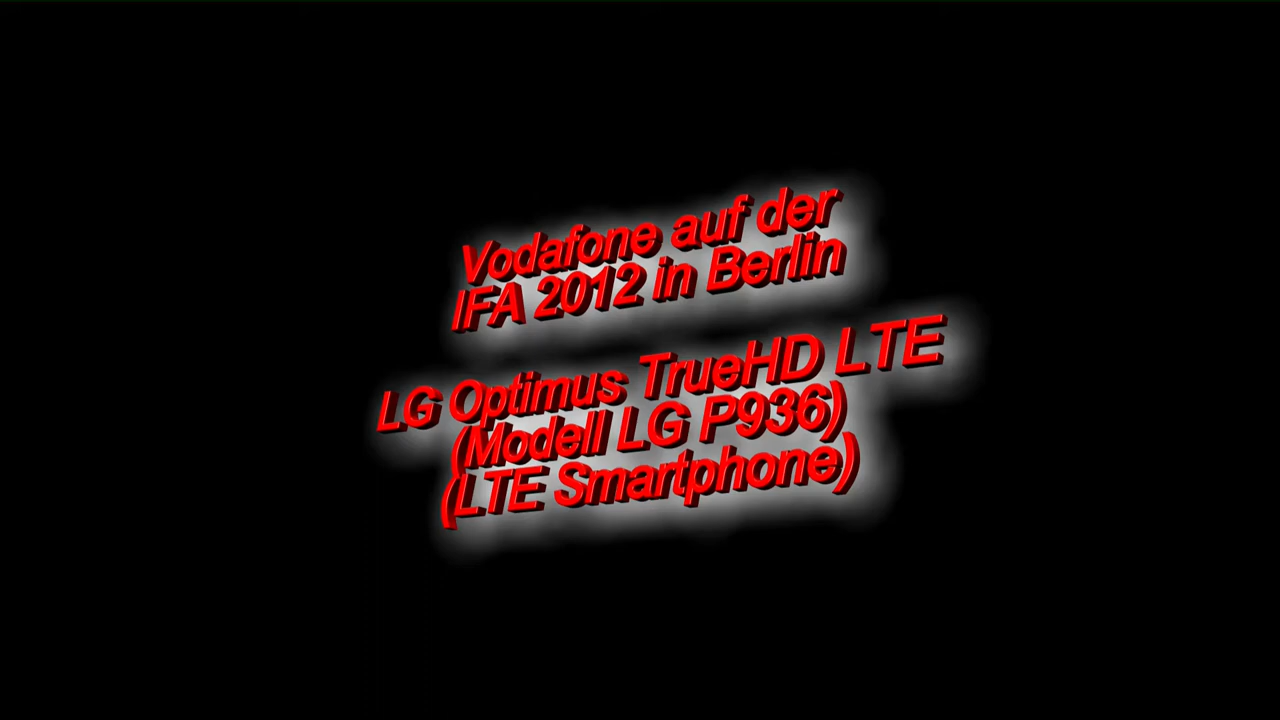 Vodafone auf der
IFA 2012 in Berlin
LG Optimus TrueHD LTE
(Modell LG P936)
(LTE Smartphone)